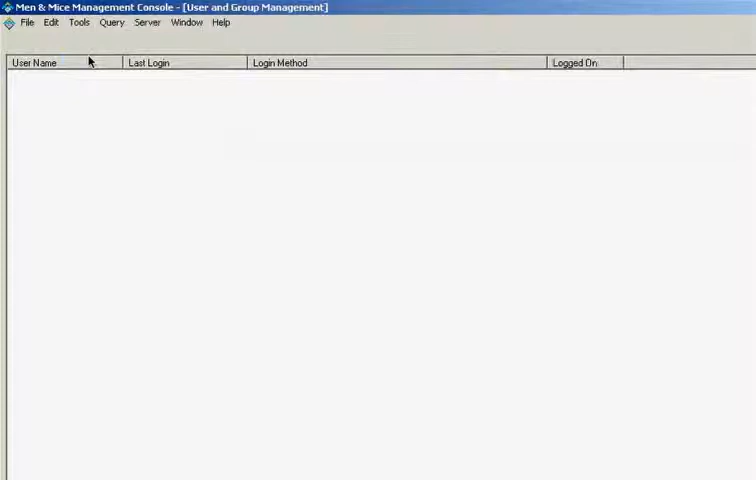 Men & Mice Management Console - [User and Group Management]
File Edit Tools Query Server Window Help
User Name Last Login Login Method Logged On